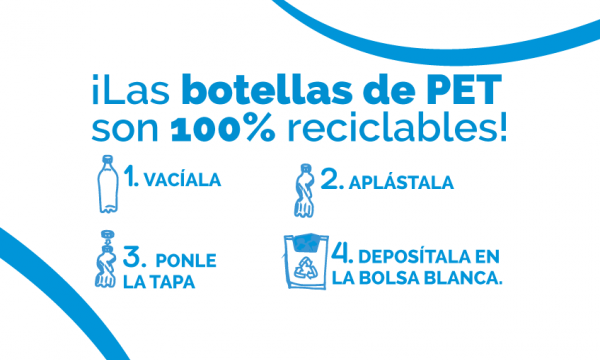 ¡Las botellas de PET
son 100% reciclables!
1. VACÍALA
2. APLÁSTALA
3. PONLE
LA TAPA
4. DEPOSÍTALA EN
LA BOLSA BLANCA.